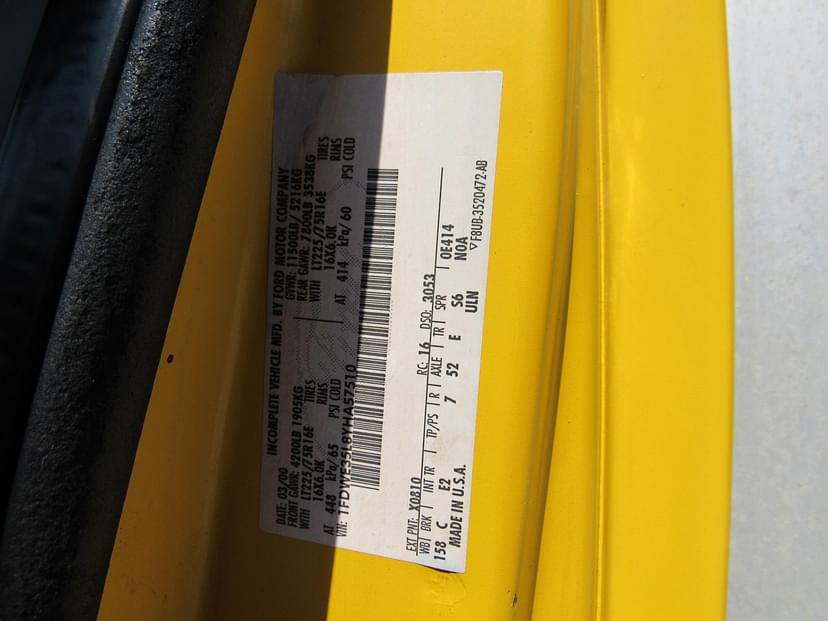 INCOMPLETE VEHICLE MFD. BY FORD MOTOR COMPANY
DATE: 03/00 GVWR: 11500LB / 5216KG
FRONT GAWR: 4200LB 1905KG REAR GAWR: 7800LB 3538KG
WITH LT225/75R16E TIRES WITH LT225/75R16E TIRES
16X6.0K RIMS 16X6.0K RIMS
AT 448 kPa/65 PSI COLD AT 414 kPa/60 PSI COLD
VIN: 1FDWE35L8YHA57510
EXT PNT: X0810 RC: 16 DSO: 3053
WB BRK INT TR TP/PS R AXLE TR SPR 0E414
158 C E2 7 52 E S6 N0A
MADE IN U.S.A. ULN
▽F8UB-3520472-AB